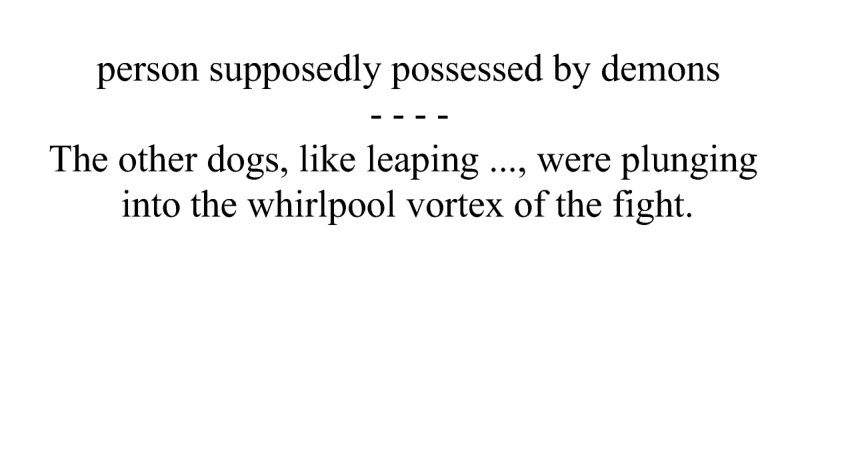 person supposedly possessed by demons
- - - -
The other dogs, like leaping ..., were plunging
into the whirlpool vortex of the fight.